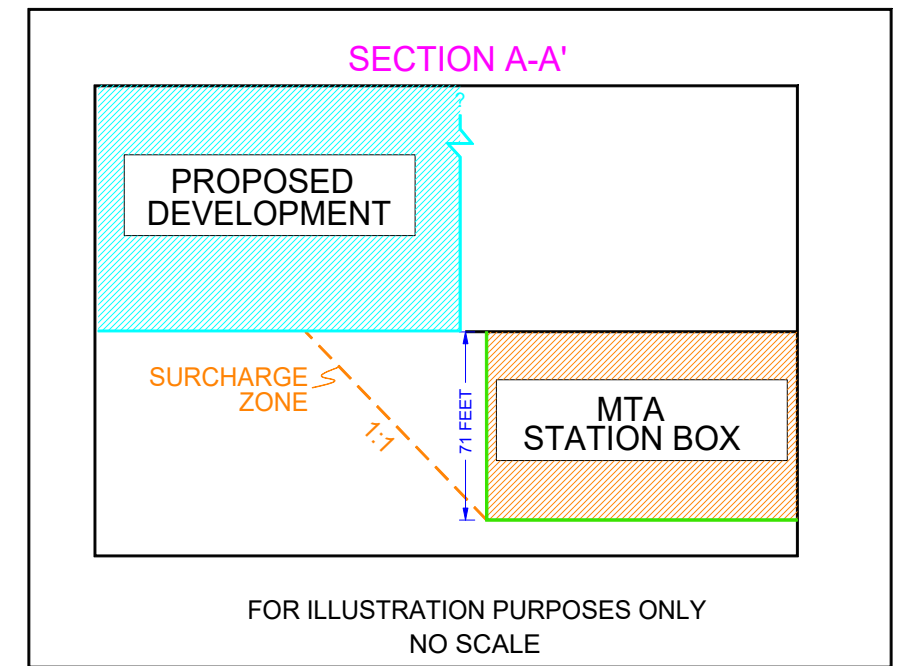 SECTION A-A'
?
PROPOSED
DEVELOPMENT
SURCHARGE
ZONE
1:1
71 FEET
MTA
STATION BOX
FOR ILLUSTRATION PURPOSES ONLY
NO SCALE